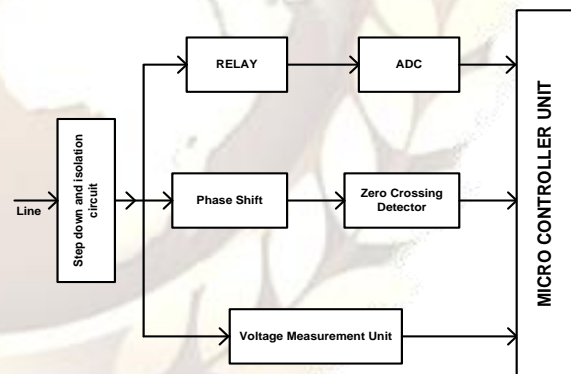 RELAY
ADC
Line
Step down and isolation
circuit
Phase Shift
Zero Crossing
Detector
Voltage Measurement Unit
MICRO CONTROLLER UNIT